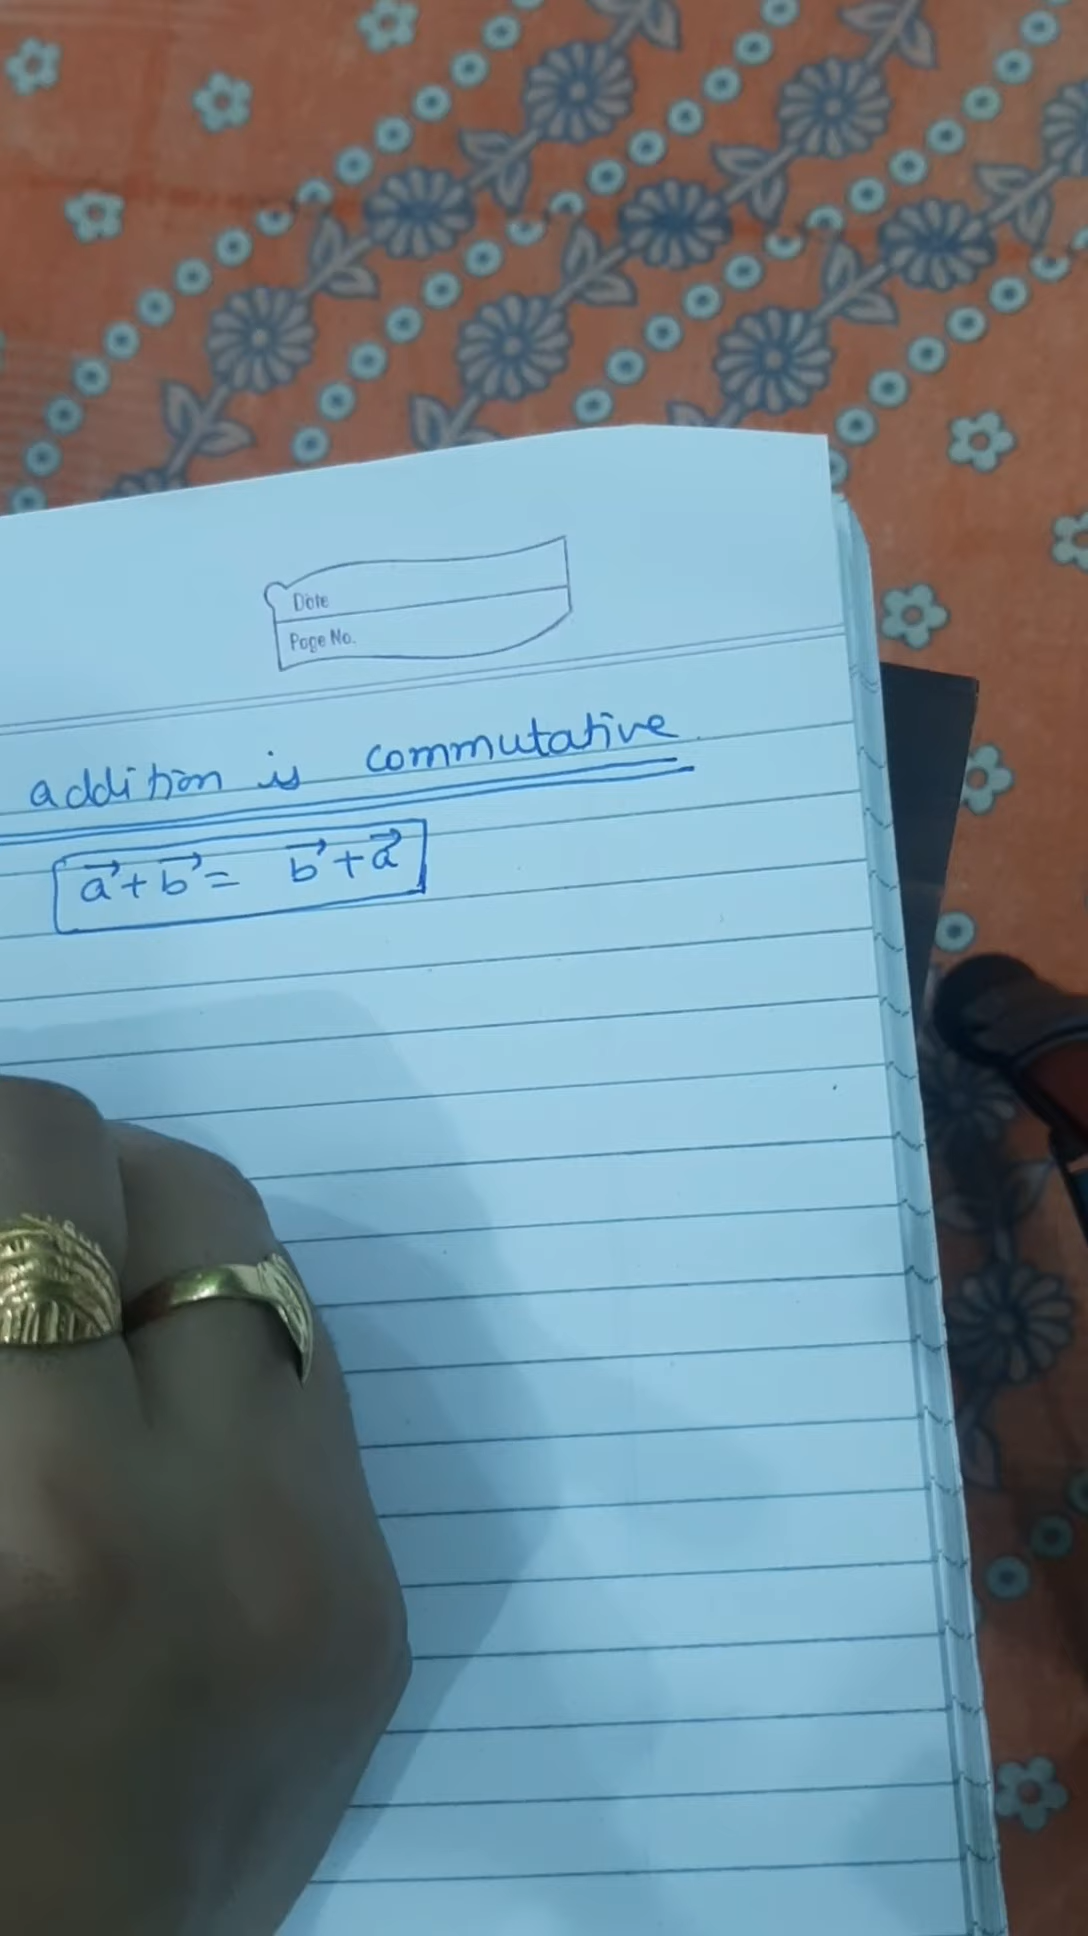 Date
Page No.
addition is commutative
a⃗ + b⃗ = b⃗ + a⃗